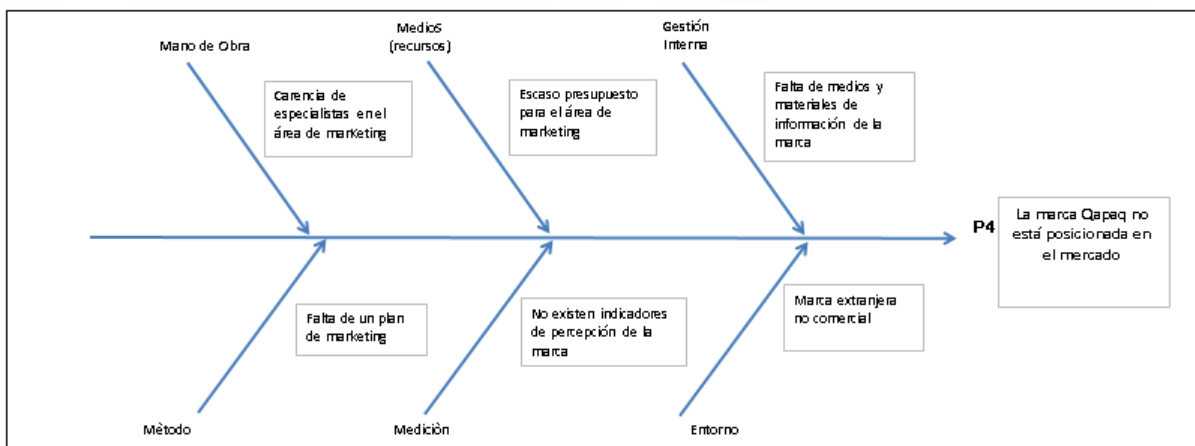 Mano de Obra
Medios
(recursos)
Gestión
Interna
Carencia de
especialistas en el
área de marketing
Escaso presupuesto
para el área de
marketing
Falta de medios y
materiales de
información de la
marca
P4
La marca Qapaq no
está posicionada en
el mercado
Falta de un plan
de marketing
No existen indicadores
de percepción de la
marca
Marca extranjera
no comercial
Mètodo
Mediciòn
Entorno